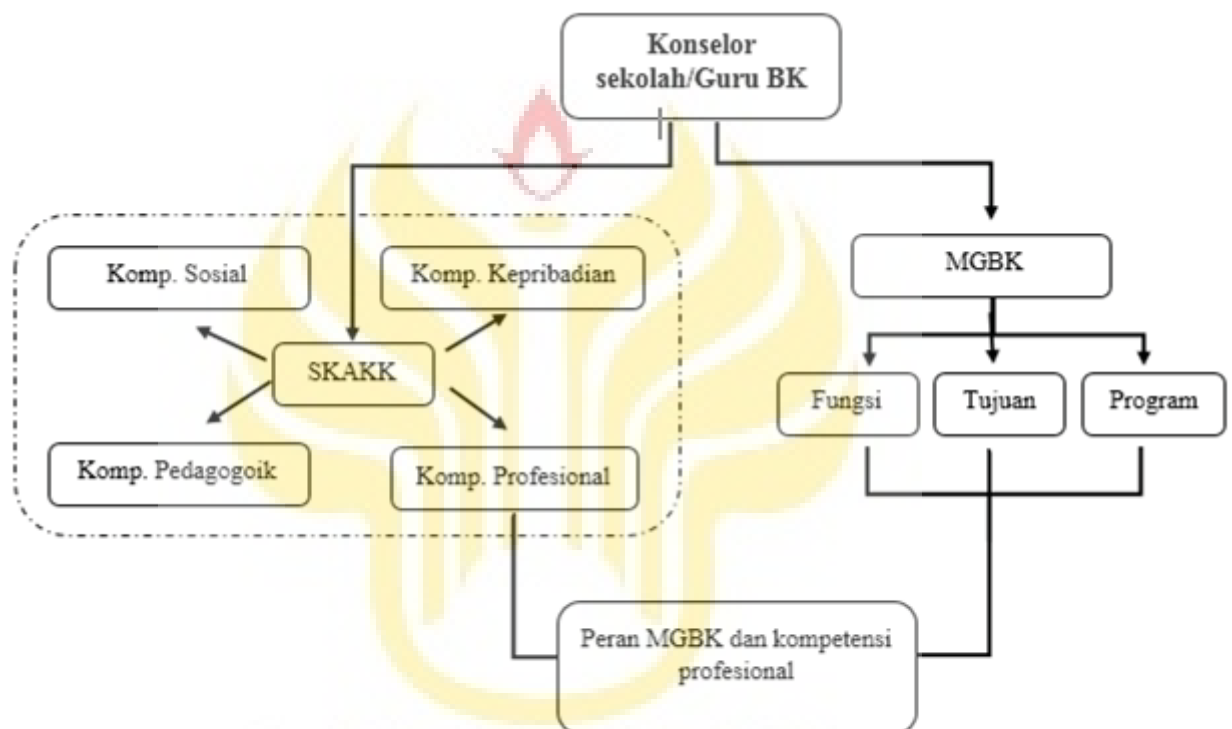 Konselor
sekolah/Guru BK
MGBK
Komp. Sosial
Komp. Kepribadian
SKAKK
Komp. Pedagogoik
Komp. Profesional
Fungsi
Tujuan
Program
Peran MGBK dan kompetensi
profesional